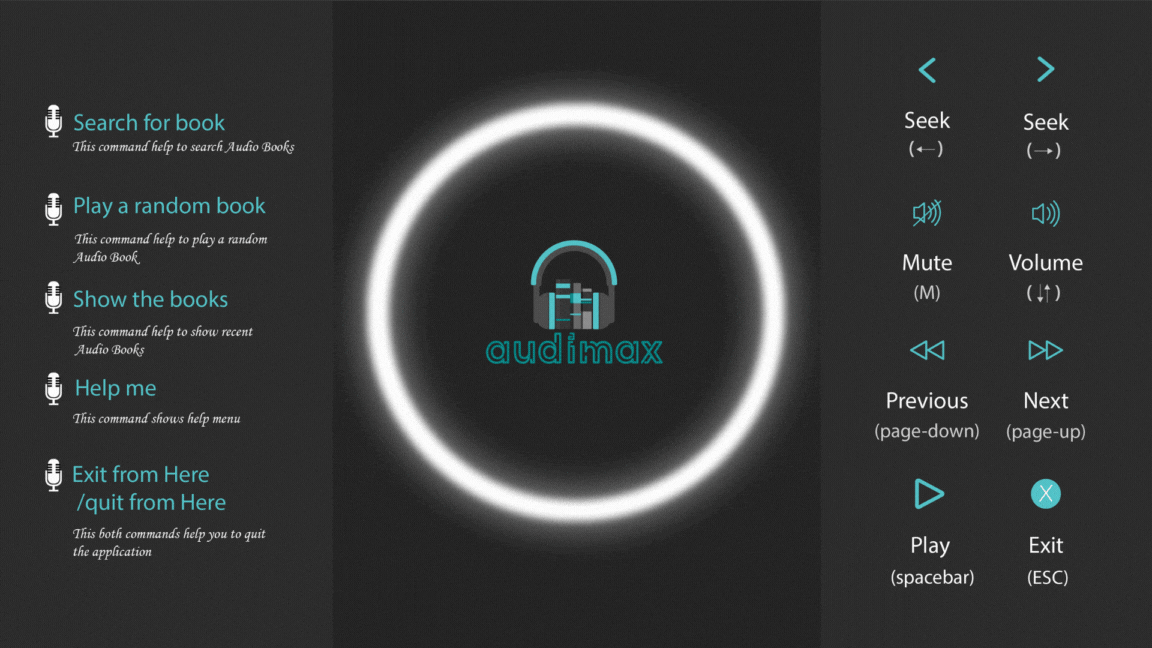 Search for book
This command help to search Audio Books
Play a random book
This command help to play a random
Audio Book
Show the books
This command help to show recent
Audio Books
Help me
This command shows help menu
Exit from Here
/quit from Here
This both commands help you to quit
the application
audimax
Seek Seek
(←) (→)
Mute Volume
(M) (↓↑)
Previous Next
(page-down) (page-up)
X
Play Exit
(spacebar) (ESC)